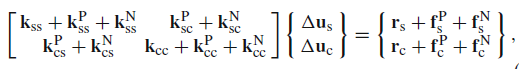 [ k_ss + k_ss^P + k_ss^N   k_sc^P + k_sc^N ] { Δu_s } = { r_s + f_s^P + f_s^N }
[ k_cs^P + k_cs^N   k_cc + k_cc^P + k_cc^N ] { Δu_c }   { r_c + f_c^P + f_c^N } ,